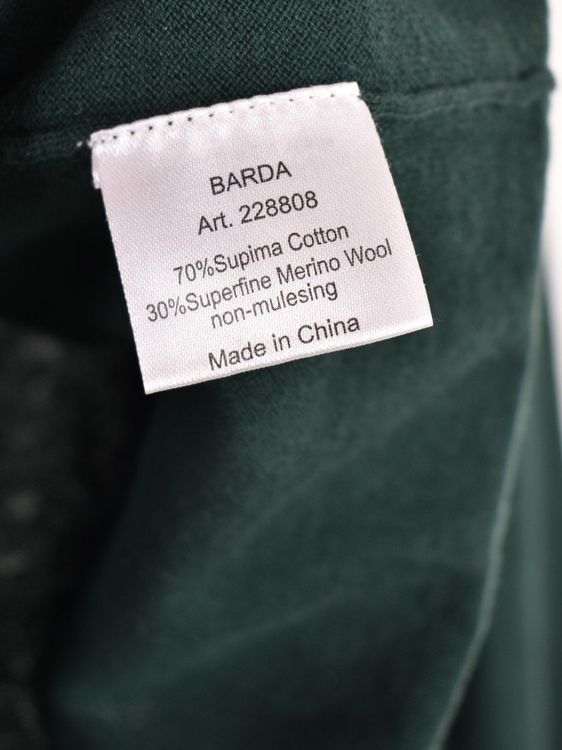 BARDA
Art. 228808
70%Supima Cotton
30%Superfine Merino Wool
non-mulesing
Made in China